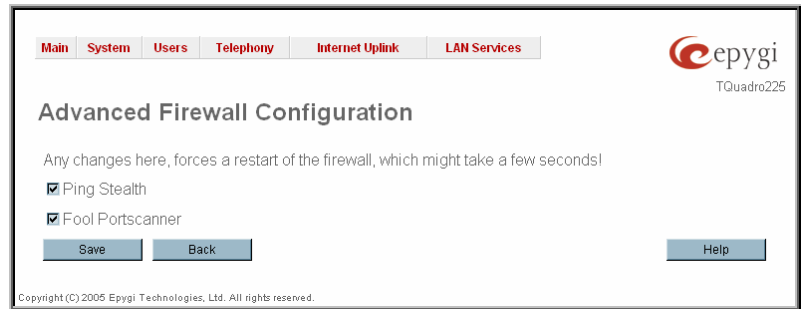 Main System Users Telephony Internet Uplink LAN Services
epygi
TQuadro225
Advanced Firewall Configuration
Any changes here, forces a restart of the firewall, which might take a few seconds!
Ping Stealth
Fool Portscanner
Save Back Help
Copyright (C) 2005 Epygi Technologies, Ltd. All rights reserved.